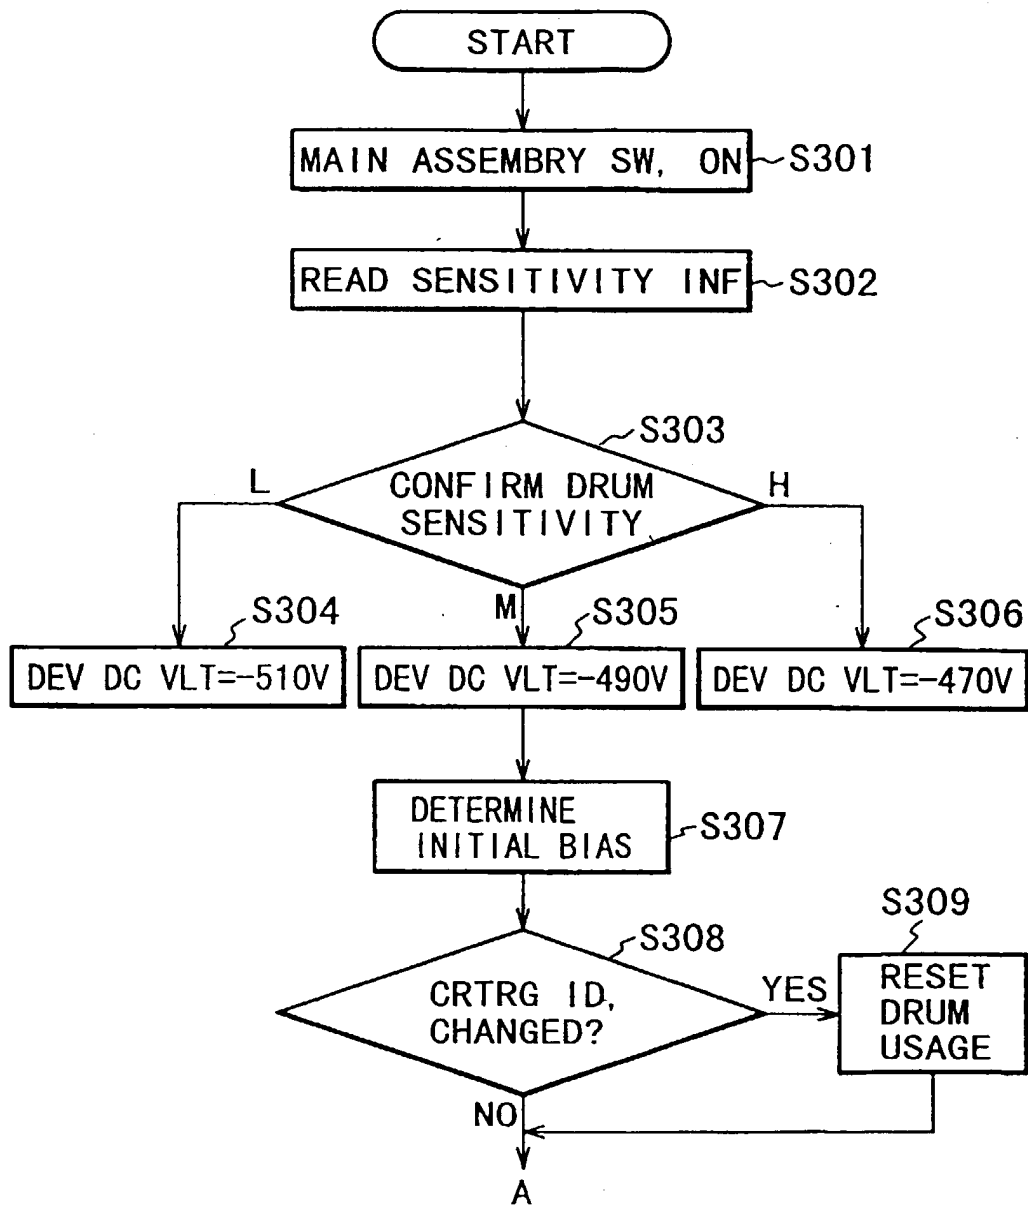 START
MAIN ASSEMBRY SW, ON
S301
READ SENSITIVITY INF
S302
S303
CONFIRM DRUM
SENSITIVITY
L
H
M
S304
DEV DC VLT=-510V
S305
DEV DC VLT=-490V
S306
DEV DC VLT=-470V
DETERMINE
INITIAL BIAS
S307
S308
CRTRG ID,
CHANGED?
YES
S309
RESET
DRUM
USAGE
NO
A